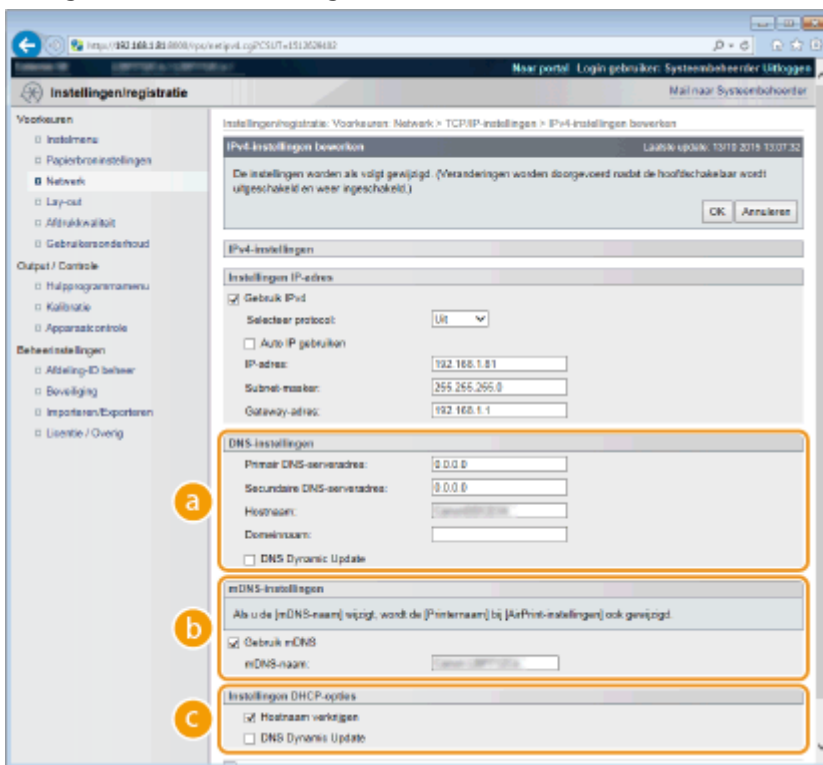 http://192.168.1.81:8000/rps/
Naar portal Login gebruiker: Systeembeheerder Uitloggen
Instellingen/registratie
Mail naar Systeembeheerder
Voorkeuren
Instelmenu
Papierbroninstellingen
Netwerk
Lay-out
Afdrukkwaliteit
Gebruikersonderhoud
Output / Controle
Hulpprogrammamenu
Kalibratie
Apparaatcontrole
Beheerinstellingen
Afdeling-ID beheer
Beveiliging
Importeren/Exporteren
Licentie / Overig
Instellingen/registratie: Voorkeuren: Netwerk > TCP/IP-instellingen > IPv4-instellingen bewerken
IPv4-instellingen bewerken
Laatste update: 13/10 2015 13:07:32
De instellingen worden als volgt gewijzigd. (Veranderingen worden doorgevoerd nadat de hoofdschakelaar wordt
uitgeschakeld en weer ingeschakeld.)
OK Annuleren
IPv4-instellingen
Instellingen IP-adres
Gebruik IPv4
Selecteer protocol: Uit
Auto IP gebruiken
IP-adres: 192.168.1.81
Subnet-masker: 255.255.255.0
Gateway-adres: 192.168.1.1
a
DNS-instellingen
Primair DNS-serveradres: 0.0.0.0
Secundaire DNS-serveradres: 0.0.0.0
Hostnaam:
Domeinnaam:
DNS Dynamic Update
b
mDNS-instellingen
Als u de [mDNS-naam] wijzigt, wordt de [Printernaam] bij [AirPrint-instellingen] ook gewijzigd.
Gebruik mDNS
mDNS-naam:
c
Instellingen DHCP-opties
Hostnaam verkrijgen
DNS Dynamic Update